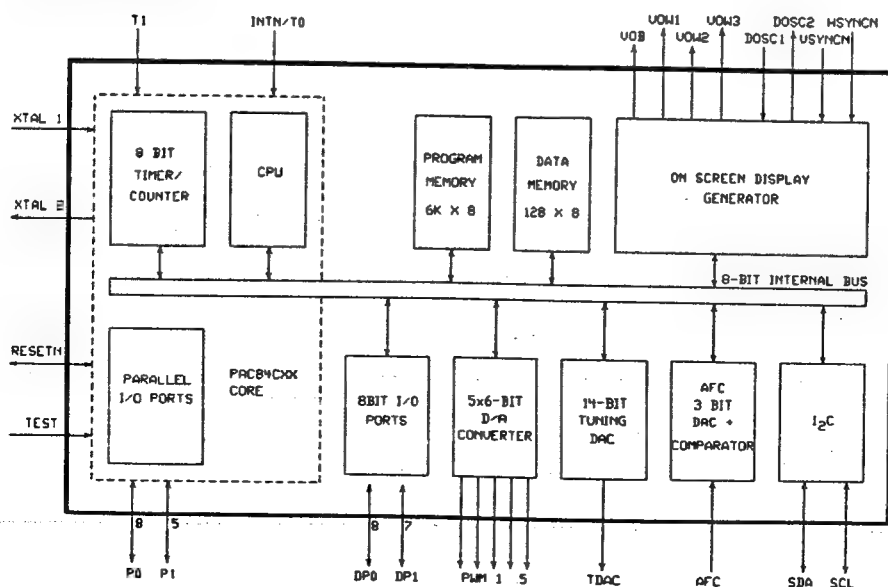 T1
INTN/T0
VOB
VOW1
VOW2
VOW3
DOSC1
DOSC2
VSYNCN
HSYNCN
XTAL 1
XTAL 2
8 BIT
TIMER/
COUNTER
CPU
PROGRAM
MEMORY
6K X 8
DATA
MEMORY
128 X 8
ON SCREEN DISPLAY
GENERATOR
8-BIT INTERNAL BUS
RESETN
TEST
PARALLEL
I/O PORTS
PAC84CXX
CORE
8BIT I/O
PORTS
5x6-BIT
D/A
CONVERTER
14-BIT
TUNING
DAC
AFC
3 BIT
DAC +
COMPARATOR
I2C
8
5
8
7
P0
P1
DP0
DP1
PWM 1 5
TDAC
AFC
SDA
SCL